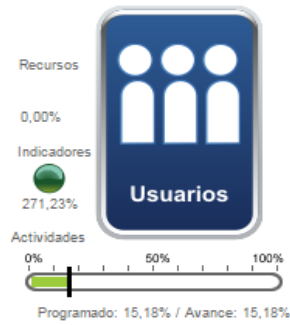 Recursos
0,00%
Indicadores
271,23%
Usuarios
Actividades
0% 50% 100%
Programado: 15,18% / Avance: 15,18%